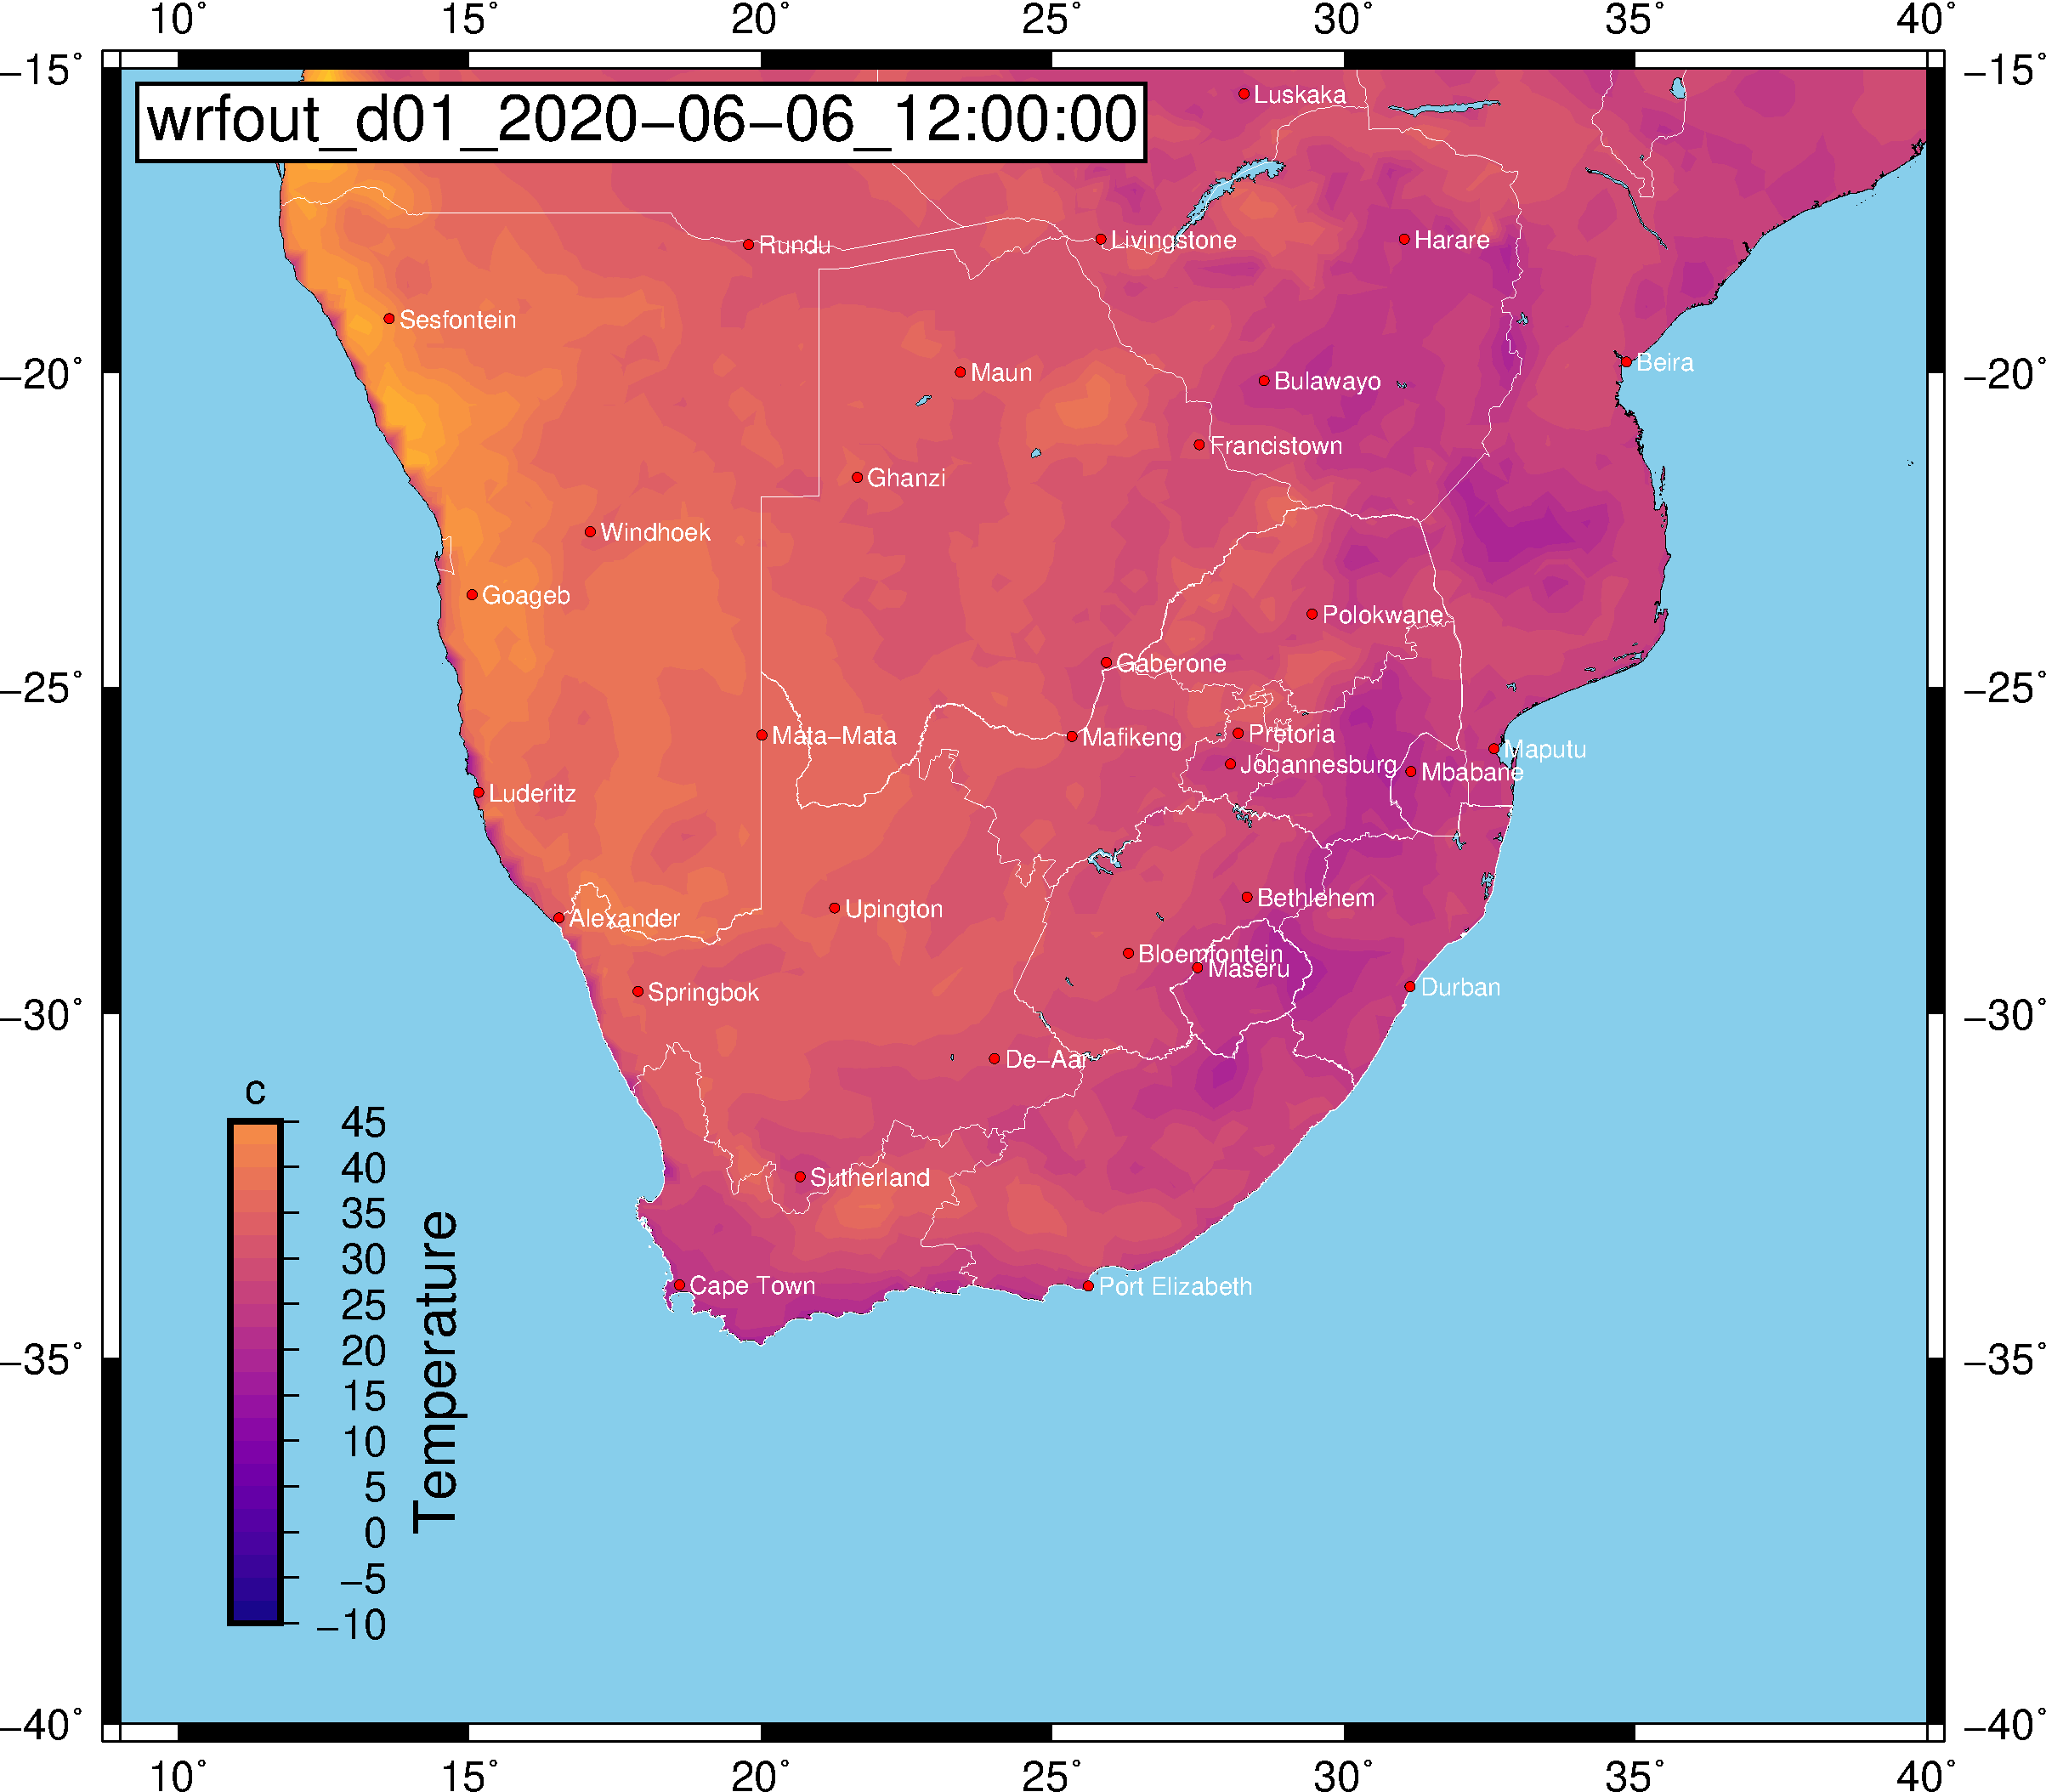 10° 15° 20° 25° 30° 35° 40°
−15° −15°
wrfout_d01_2020−06−06_12:00:00
Luskaka
Rundu
Livingstone
Harare
Sesfontein
Beira
−20° −20°
Maun
Bulawayo
Francistown
Ghanzi
Windhoek
Goageb
Polokwane
Gaberone
−25° −25°
Mata−Mata
Mafikeng
Pretoria
Maputu
Johannesburg
Mbabane
Luderitz
Bethlehem
Alexander
Upington
Bloemfontein
Maseru
Durban
Springbok
−30° −30°
De−Aar
Sutherland
Cape Town
Port Elizabeth
c
45
40
35
30
25
20
15
10
5
0
−5
−10
Temperature
−35° −35°
−40° −40°
10° 15° 20° 25° 30° 35° 40°